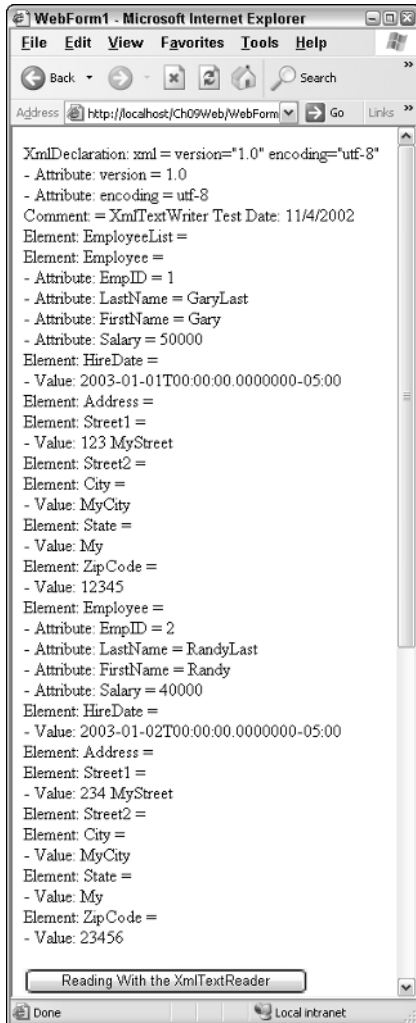 WebForm1 - Microsoft Internet Explorer
File Edit View Favorites Tools Help
Back Search »
Address http://localhost/Ch09Web/WebForm Go Links »
XmlDeclaration: xml = version="1.0" encoding="utf-8"
- Attribute: version = 1.0
- Attribute: encoding = utf-8
Comment: = XmlTextWriter Test Date: 11/4/2002
Element: EmployeeList =
Element: Employee =
- Attribute: EmpID = 1
- Attribute: LastName = GaryLast
- Attribute: FirstName = Gary
- Attribute: Salary = 50000
Element: HireDate =
- Value: 2003-01-01T00:00:00.0000000-05:00
Element: Address =
Element: Street1 =
- Value: 123 MyStreet
Element: Street2 =
Element: City =
- Value: MyCity
Element: State =
- Value: My
Element: ZipCode =
- Value: 12345
Element: Employee =
- Attribute: EmpID = 2
- Attribute: LastName = RandyLast
- Attribute: FirstName = Randy
- Attribute: Salary = 40000
Element: HireDate =
- Value: 2003-01-02T00:00:00.0000000-05:00
Element: Address =
Element: Street1 =
- Value: 234 MyStreet
Element: Street2 =
Element: City =
- Value: MyCity
Element: State =
- Value: My
Element: ZipCode =
- Value: 23456
Reading With the XmlTextReader
Done Local intranet